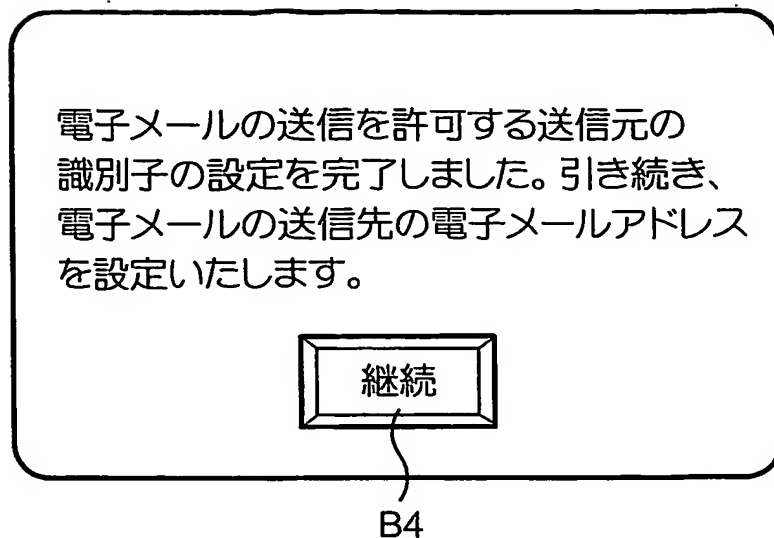 電子メールの送信を許可する送信元の
識別子の設定を完了しました。引き続き、
電子メールの送信先の電子メールアドレス
を設定いたします。
継続
B4